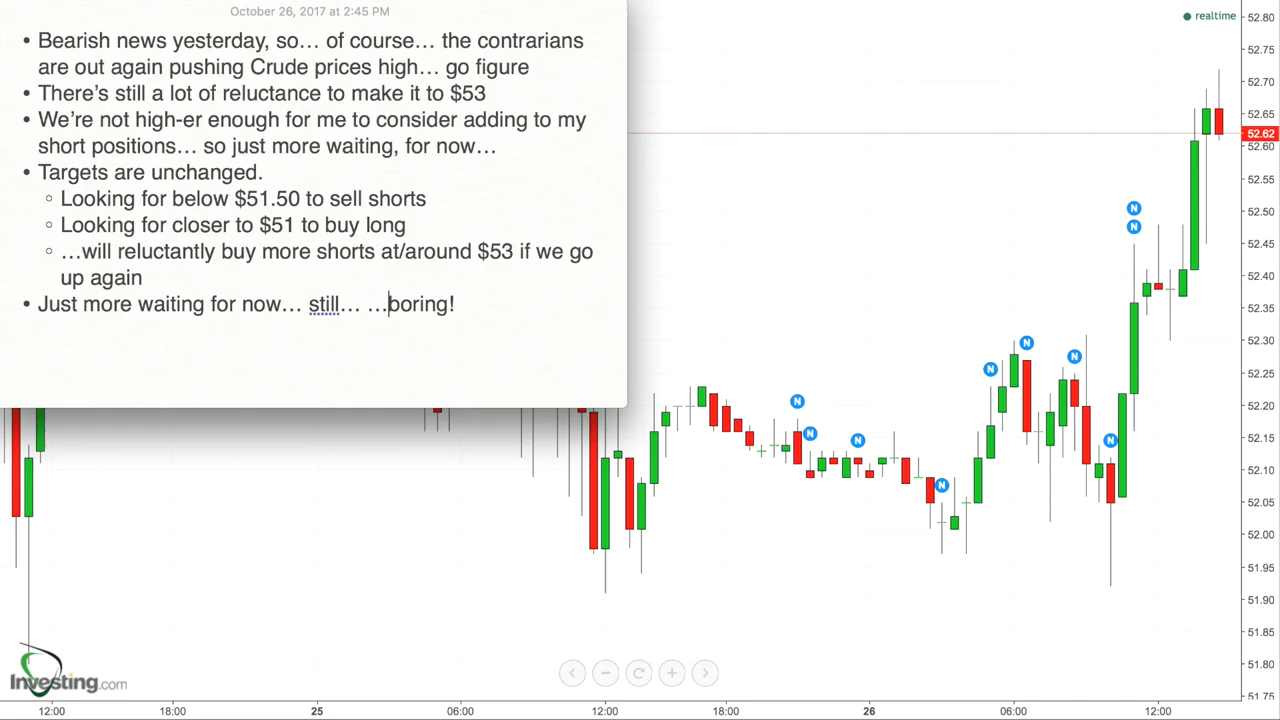 October 26, 2017 at 2:45 PM
• Bearish news yesterday, so… of course… the contrarians
are out again pushing Crude prices high… go figure
• There’s still a lot of reluctance to make it to $53
• We’re not high-er enough for me to consider adding to my
short positions… so just more waiting, for now…
• Targets are unchanged.
◦ Looking for below $51.50 to sell shorts
◦ Looking for closer to $51 to buy long
◦ …will reluctantly buy more shorts at/around $53 if we go
up again
• Just more waiting for now… still… …boring!
realtime
52.80
52.75
52.70
52.65
52.62
52.60
52.55
52.50
52.45
52.40
52.35
52.30
52.25
52.20
52.15
52.10
52.05
52.00
51.95
51.90
51.85
51.80
51.75
N
N
N
N
N
N
N
N
N
N
N
Investing.com
12:00 18:00 25 06:00 12:00 18:00 26 06:00 12:00